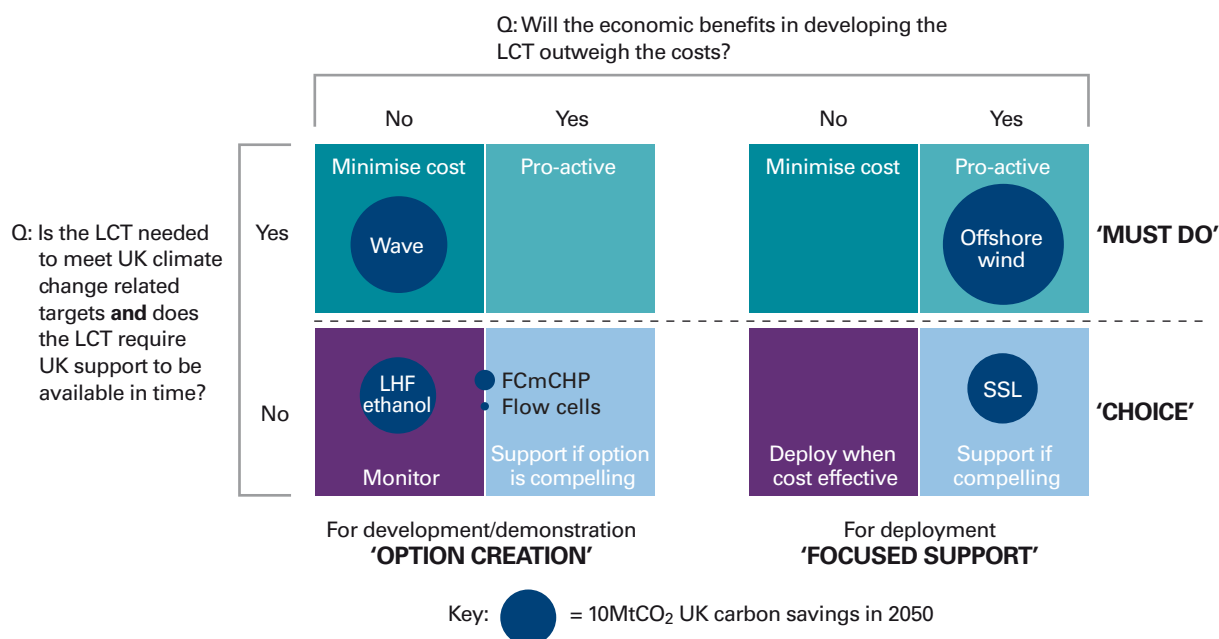 Q: Will the economic benefits in developing the
LCT outweigh the costs?
No
Yes
No
Yes
Q: Is the LCT needed
to meet UK climate
change related
targets and does
the LCT require
UK support to be
available in time?
Yes
Minimise cost
Pro-active
Minimise cost
Pro-active
Wave
Offshore
wind
'MUST DO'
No
LHF
ethanol
FCmCHP
Flow cells
SSL
'CHOICE'
Monitor
Support if option
is compelling
Deploy when
cost effective
Support if
compelling
For development/demonstration
'OPTION CREATION'
For deployment
'FOCUSED SUPPORT'
Key: = 10MtCO₂ UK carbon savings in 2050